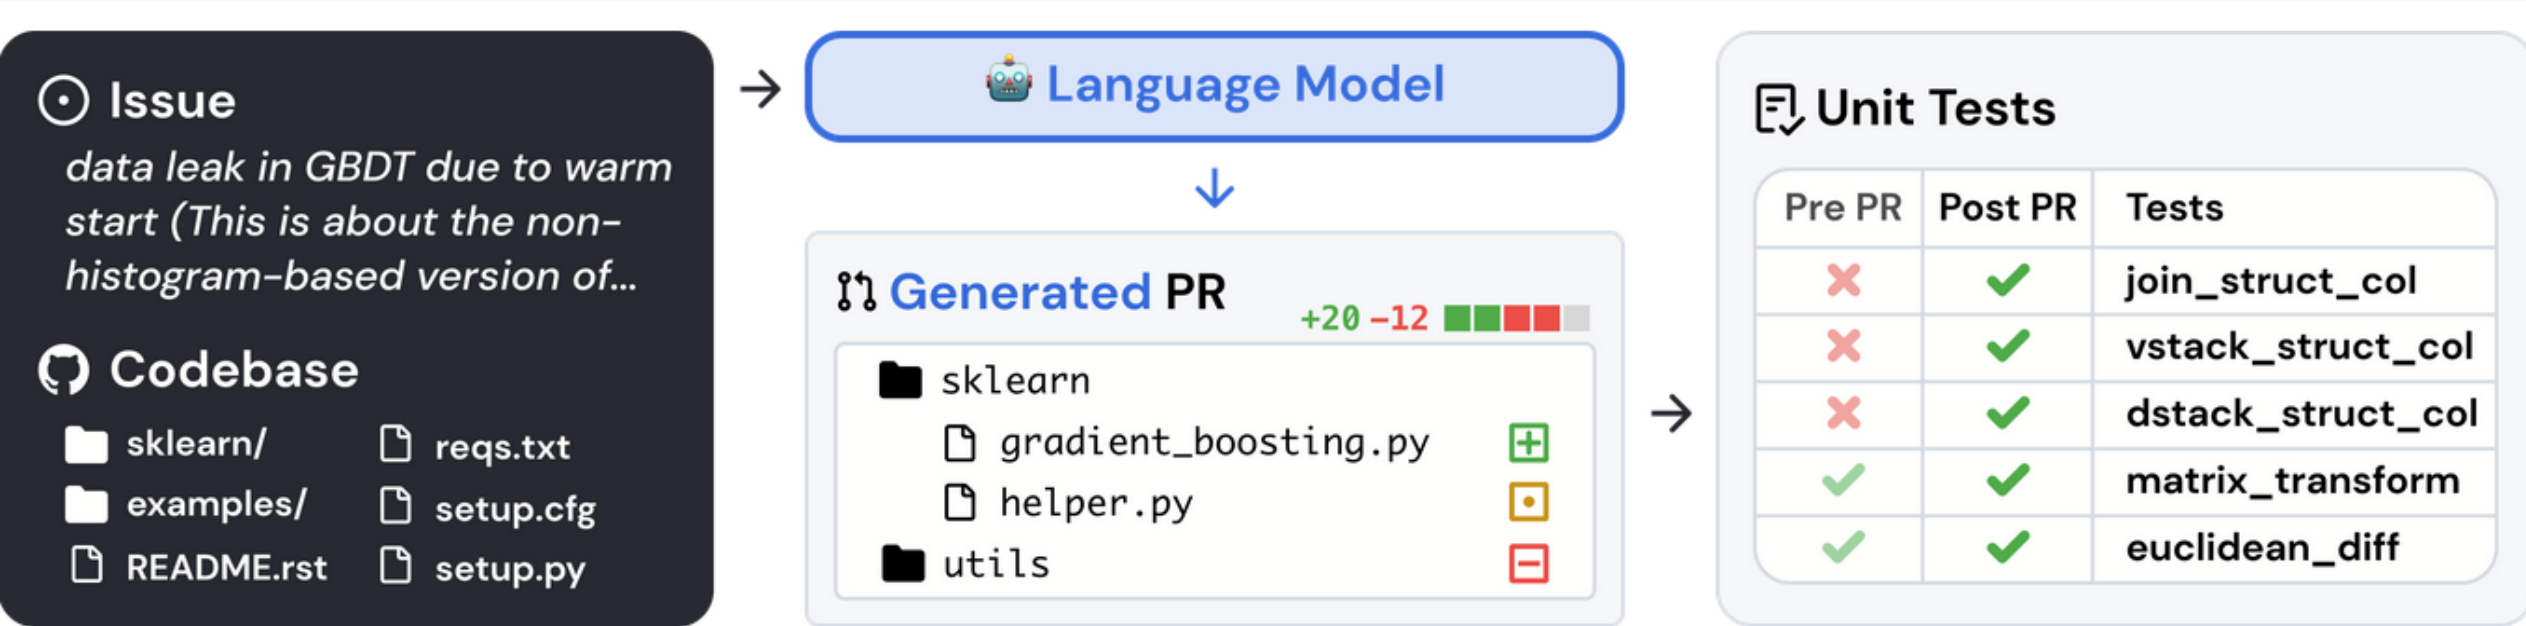 Issue
data leak in GBDT due to warm
start (This is about the non-
histogram-based version of...
Codebase
sklearn/
reqs.txt
examples/
setup.cfg
README.rst
setup.py
Language Model
Generated PR
+20 -12
sklearn
gradient_boosting.py
helper.py
utils
Unit Tests
Pre PR Post PR Tests
join_struct_col
vstack_struct_col
dstack_struct_col
matrix_transform
euclidean_diff